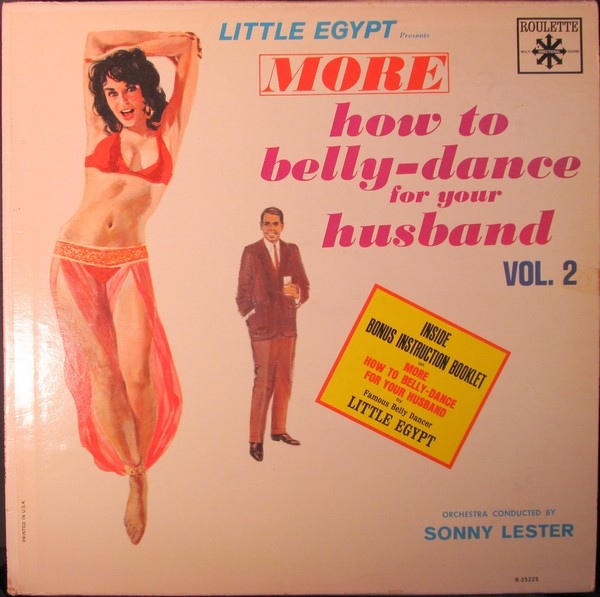 LITTLE EGYPT Presents
ROULETTE
MORE
how to
belly-dance
for your
husband
VOL. 2
INSIDE
BONUS INSTRUCTION BOOKLET
MORE
HOW TO BELLY-DANCE
FOR YOUR HUSBAND
BY
Famous Belly Dancer
LITTLE EGYPT
ORCHESTRA CONDUCTED BY
SONNY LESTER
PRINTED IN U.S.A.
R-25225